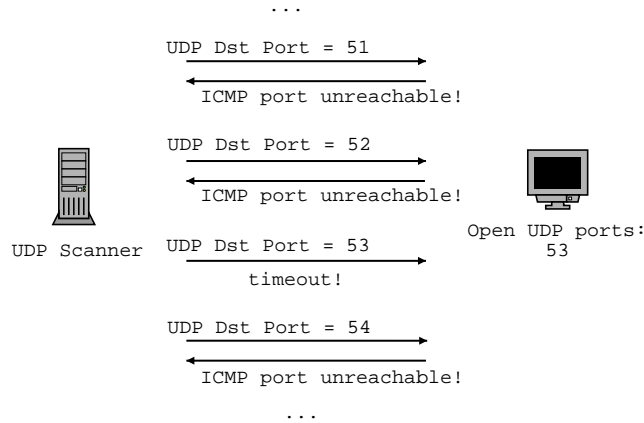 ...
UDP Dst Port = 51
ICMP port unreachable!
UDP Dst Port = 52
ICMP port unreachable!
UDP Scanner
Open UDP ports:
53
UDP Dst Port = 53
timeout!
UDP Dst Port = 54
ICMP port unreachable!
...